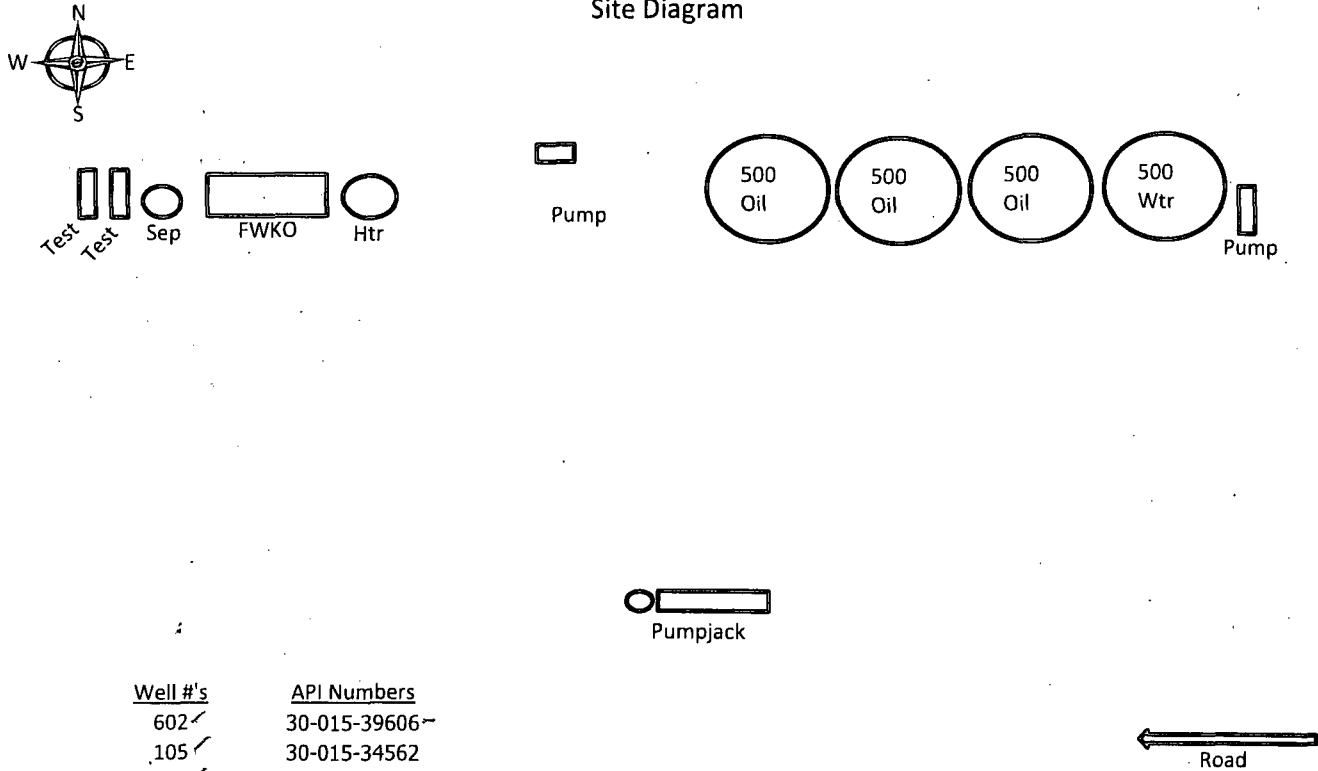 Site Diagram
N
W E
S
500 Oil
500 Oil
500 Oil
500 Wtr
Test
Test
Sep
FWKO
Htr
Pump
Pump
Pumpjack
Well #'s API Numbers
602 30-015-39606
105 30-015-34562
Road